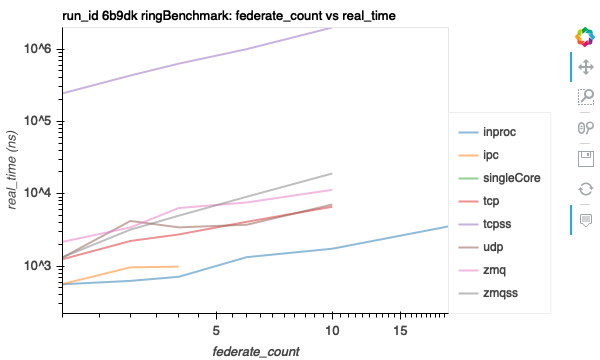 run_id 6b9dk ringBenchmark: federate_count vs real_time
real_time (ns)
10^6
10^5
10^4
10^3
5
10
15
federate_count
inproc
ipc
singleCore
tcp
tcpss
udp
zmq
zmqss